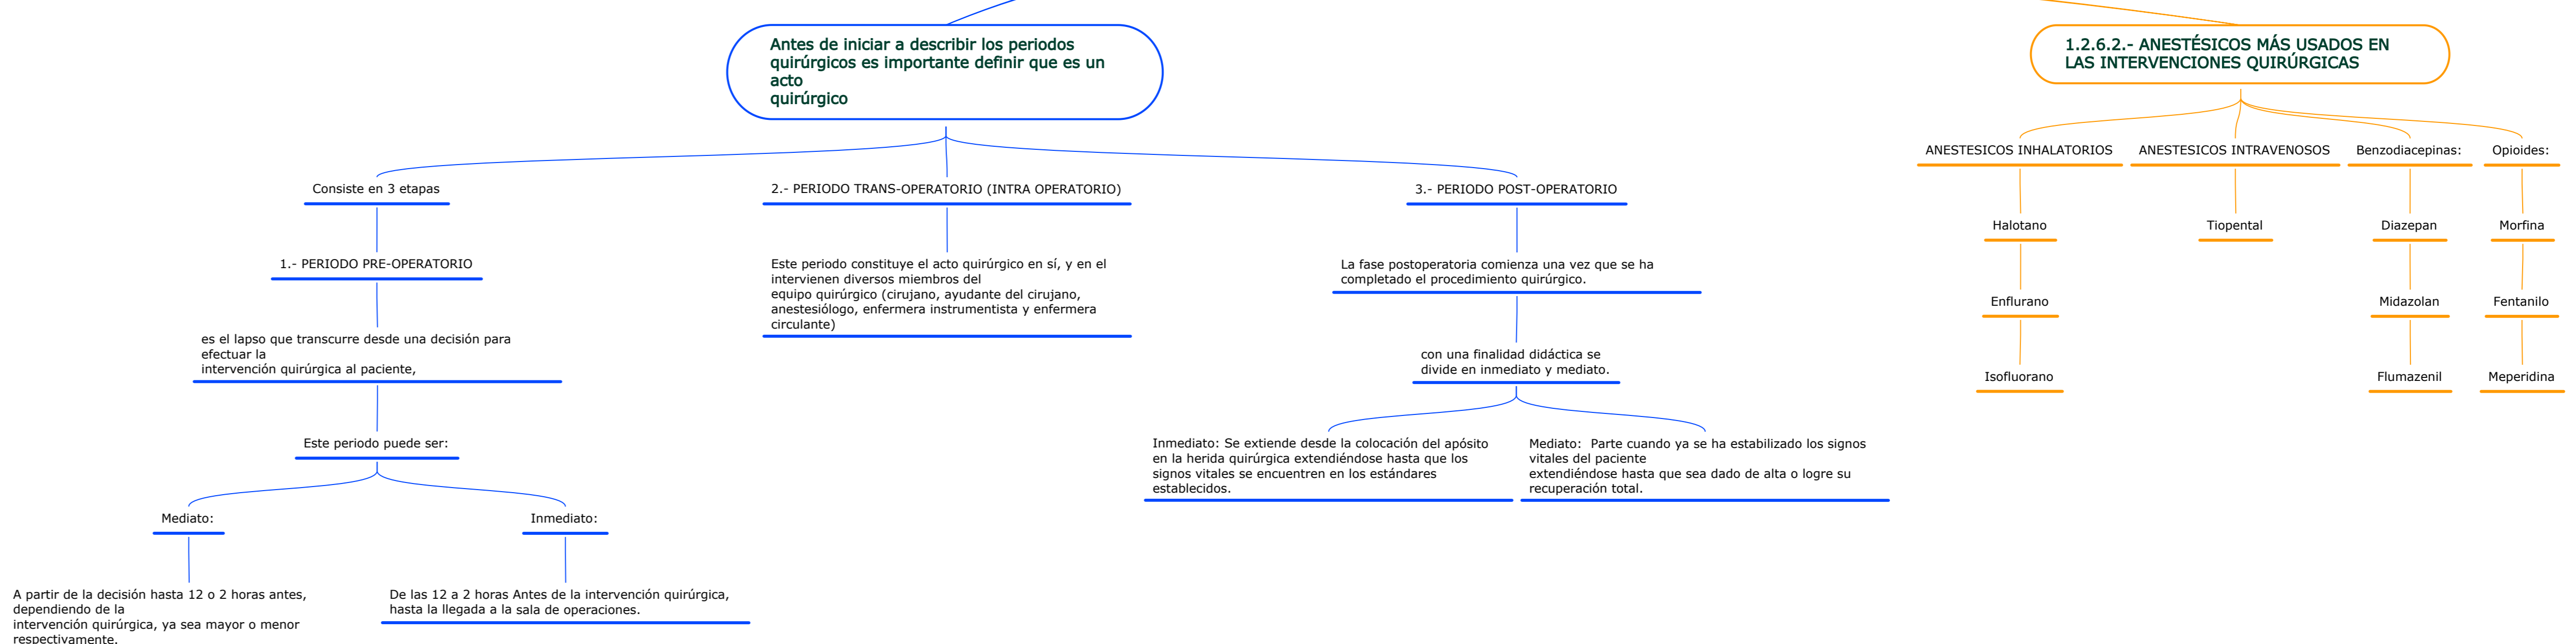 Antes de iniciar a describir los periodos
quirúrgicos es importante definir que es un
acto
quirúrgico
Consiste en 3 etapas
1.- PERIODO PRE-OPERATORIO
es el lapso que transcurre desde una decisión para
efectuar la
intervención quirúrgica al paciente,
Este periodo puede ser:
Mediato:
A partir de la decisión hasta 12 o 2 horas antes,
dependiendo de la
intervención quirúrgica, ya sea mayor o menor
respectivamente.
Inmediato:
De las 12 a 2 horas Antes de la intervención quirúrgica,
hasta la llegada a la sala de operaciones.
2.- PERIODO TRANS-OPERATORIO (INTRA OPERATORIO)
Este periodo constituye el acto quirúrgico en sí, y en el
intervienen diversos miembros del
equipo quirúrgico (cirujano, ayudante del cirujano,
anestesiólogo, enfermera instrumentista y enfermera
circulante)
3.- PERIODO POST-OPERATORIO
La fase postoperatoria comienza una vez que se ha
completado el procedimiento quirúrgico.
con una finalidad didáctica se
divide en inmediato y mediato.
Inmediato: Se extiende desde la colocación del apósito
en la herida quirúrgica extendiéndose hasta que los
signos vitales se encuentren en los estándares
establecidos.
Mediato:  Parte cuando ya se ha estabilizado los signos
vitales del paciente
extendiéndose hasta que sea dado de alta o logre su
recuperación total.
1.2.6.2.- ANESTÉSICOS MÁS USADOS EN
LAS INTERVENCIONES QUIRÚRGICAS
ANESTESICOS INHALATORIOS
Halotano
Enflurano
Isofluorano
ANESTESICOS INTRAVENOSOS
Tiopental
Benzodiacepinas:
Diazepan
Midazolan
Flumazenil
Opioides:
Morfina
Fentanilo
Meperidina